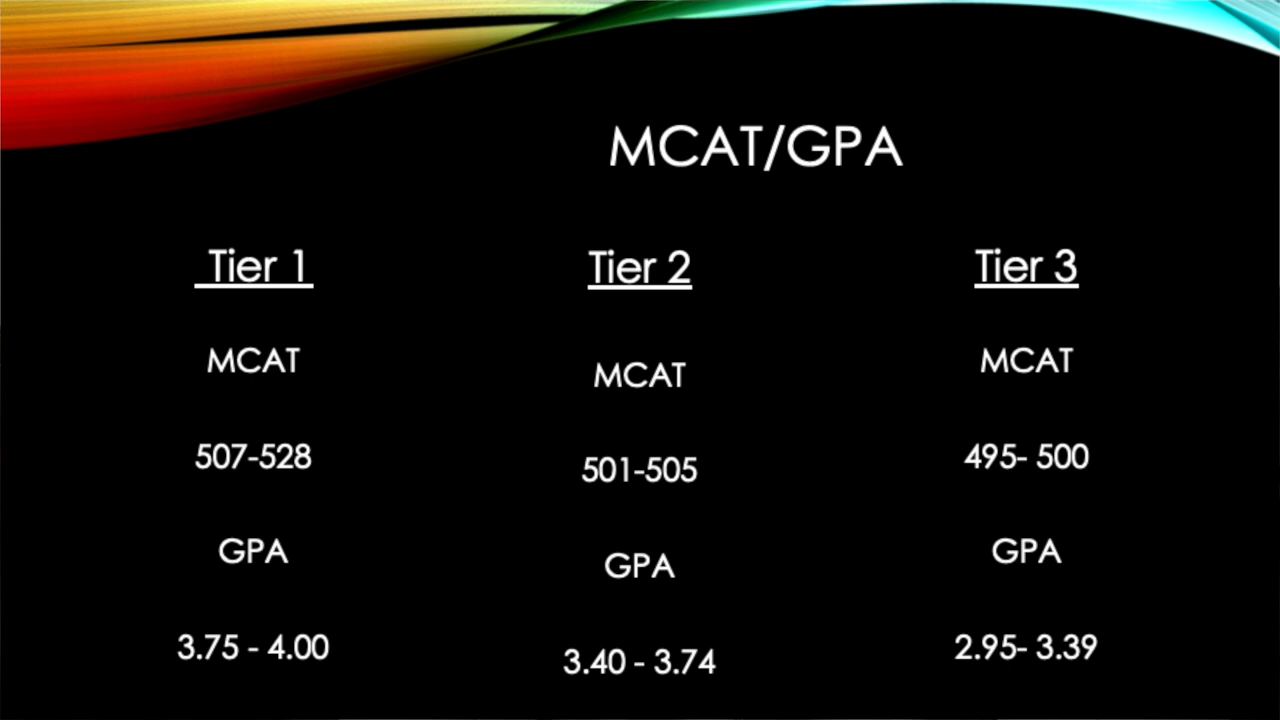 MCAT/GPA
Tier 1
MCAT
507-528
GPA
3.75 - 4.00
Tier 2
MCAT
501-505
GPA
3.40 - 3.74
Tier 3
MCAT
495- 500
GPA
2.95- 3.39